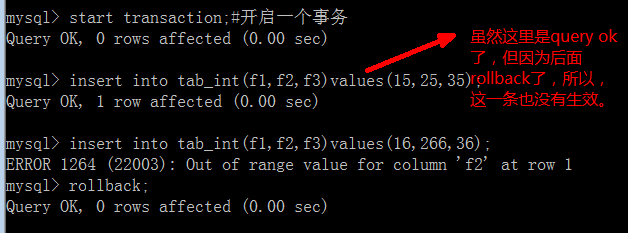 mysql> start transaction;#开启一个事务
Query OK, 0 rows affected (0.00 sec)
mysql> insert into tab_int(f1,f2,f3)values(15,25,35);
Query OK, 1 row affected (0.00 sec)
mysql> insert into tab_int(f1,f2,f3)values(16,266,36);
ERROR 1264 (22003): Out of range value for column 'f2' at row 1
mysql> rollback;
Query OK, 0 rows affected (0.00 sec)
虽然这里是query ok
了，但因为后面
rollback了，所以，
这一条也没有生效。